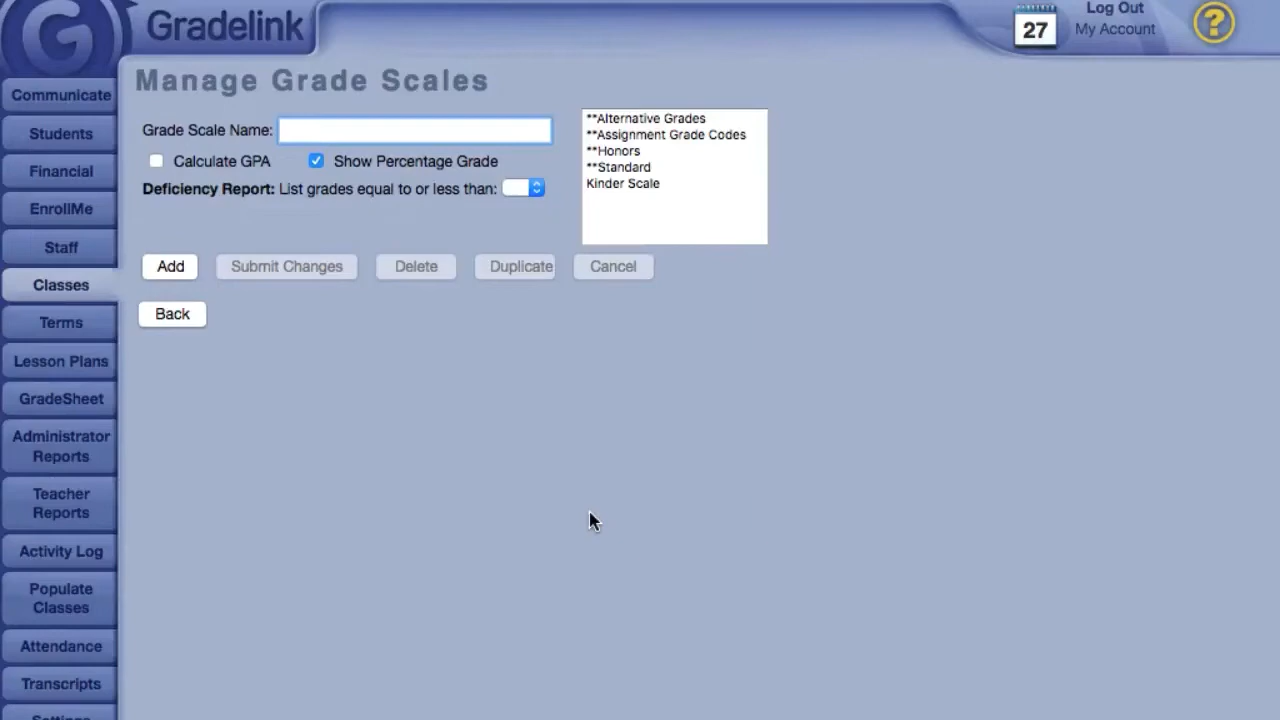 Gradelink
27
Log Out
My Account
?
Communicate
Students
Financial
EnrollMe
Staff
Classes
Terms
Lesson Plans
GradeSheet
Administrator
Reports
Teacher
Reports
Activity Log
Populate
Classes
Attendance
Transcripts
Settings
Manage Grade Scales
Grade Scale Name:
Calculate GPA
Show Percentage Grade
Deficiency Report: List grades equal to or less than:
**Alternative Grades
**Assignment Grade Codes
**Honors
**Standard
Kinder Scale
Add
Submit Changes
Delete
Duplicate
Cancel
Back